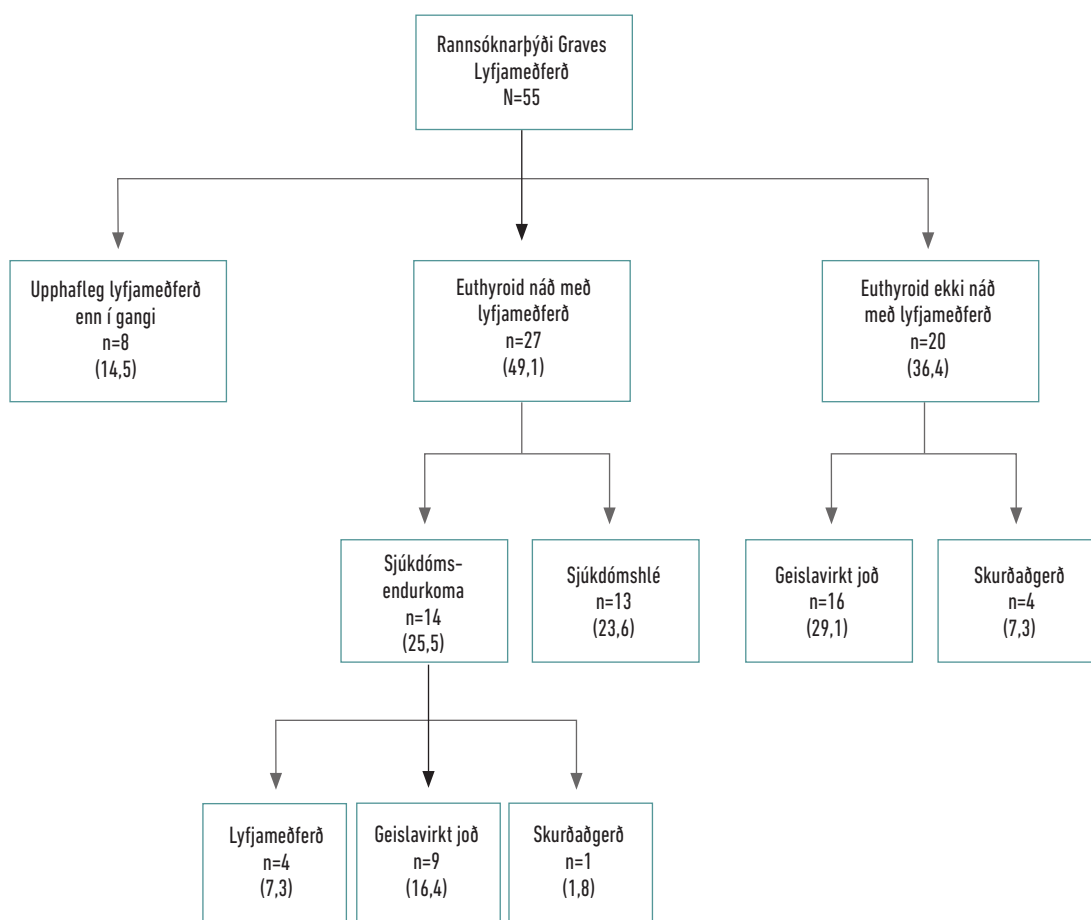 Rannsóknarþýði Graves
Lyfjameðferð
N=55
Upphafleg lyfjameðferð
enn í gangi
n=8
(14,5)
Euthyroid náð með
lyfjameðferð
n=27
(49,1)
Euthyroid ekki náð
með lyfjameðferð
n=20
(36,4)
Sjúkdóms-
endurkoma
n=14
(25,5)
Sjúkdómshlé
n=13
(23,6)
Geislavirkt joð
n=16
(29,1)
Skurðaðgerð
n=4
(7,3)
Lyfjameðferð
n=4
(7,3)
Geislavirkt joð
n=9
(16,4)
Skurðaðgerð
n=1
(1,8)